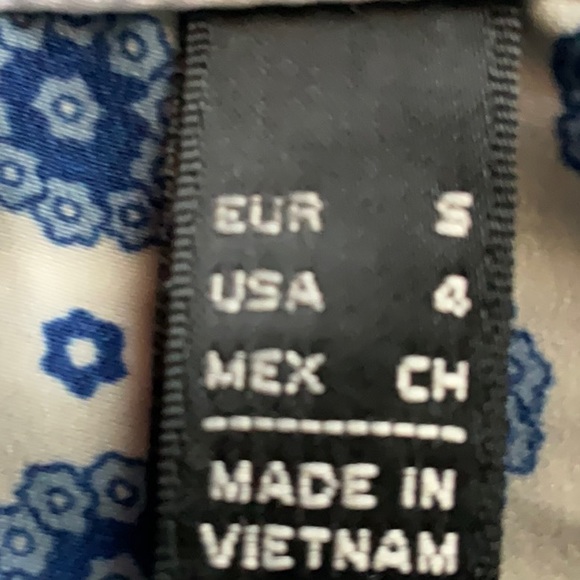 EUR S
USA 4
MEX CH
MADE IN
VIETNAM